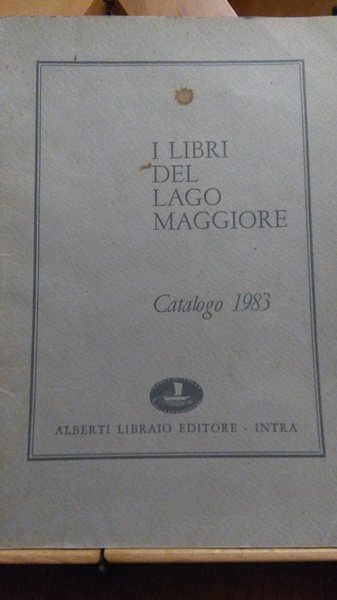 I LIBRI
DEL
LAGO
MAGGIORE
Catalogo 1983
ALBERTI LIBRAIO EDITORE - INTRA